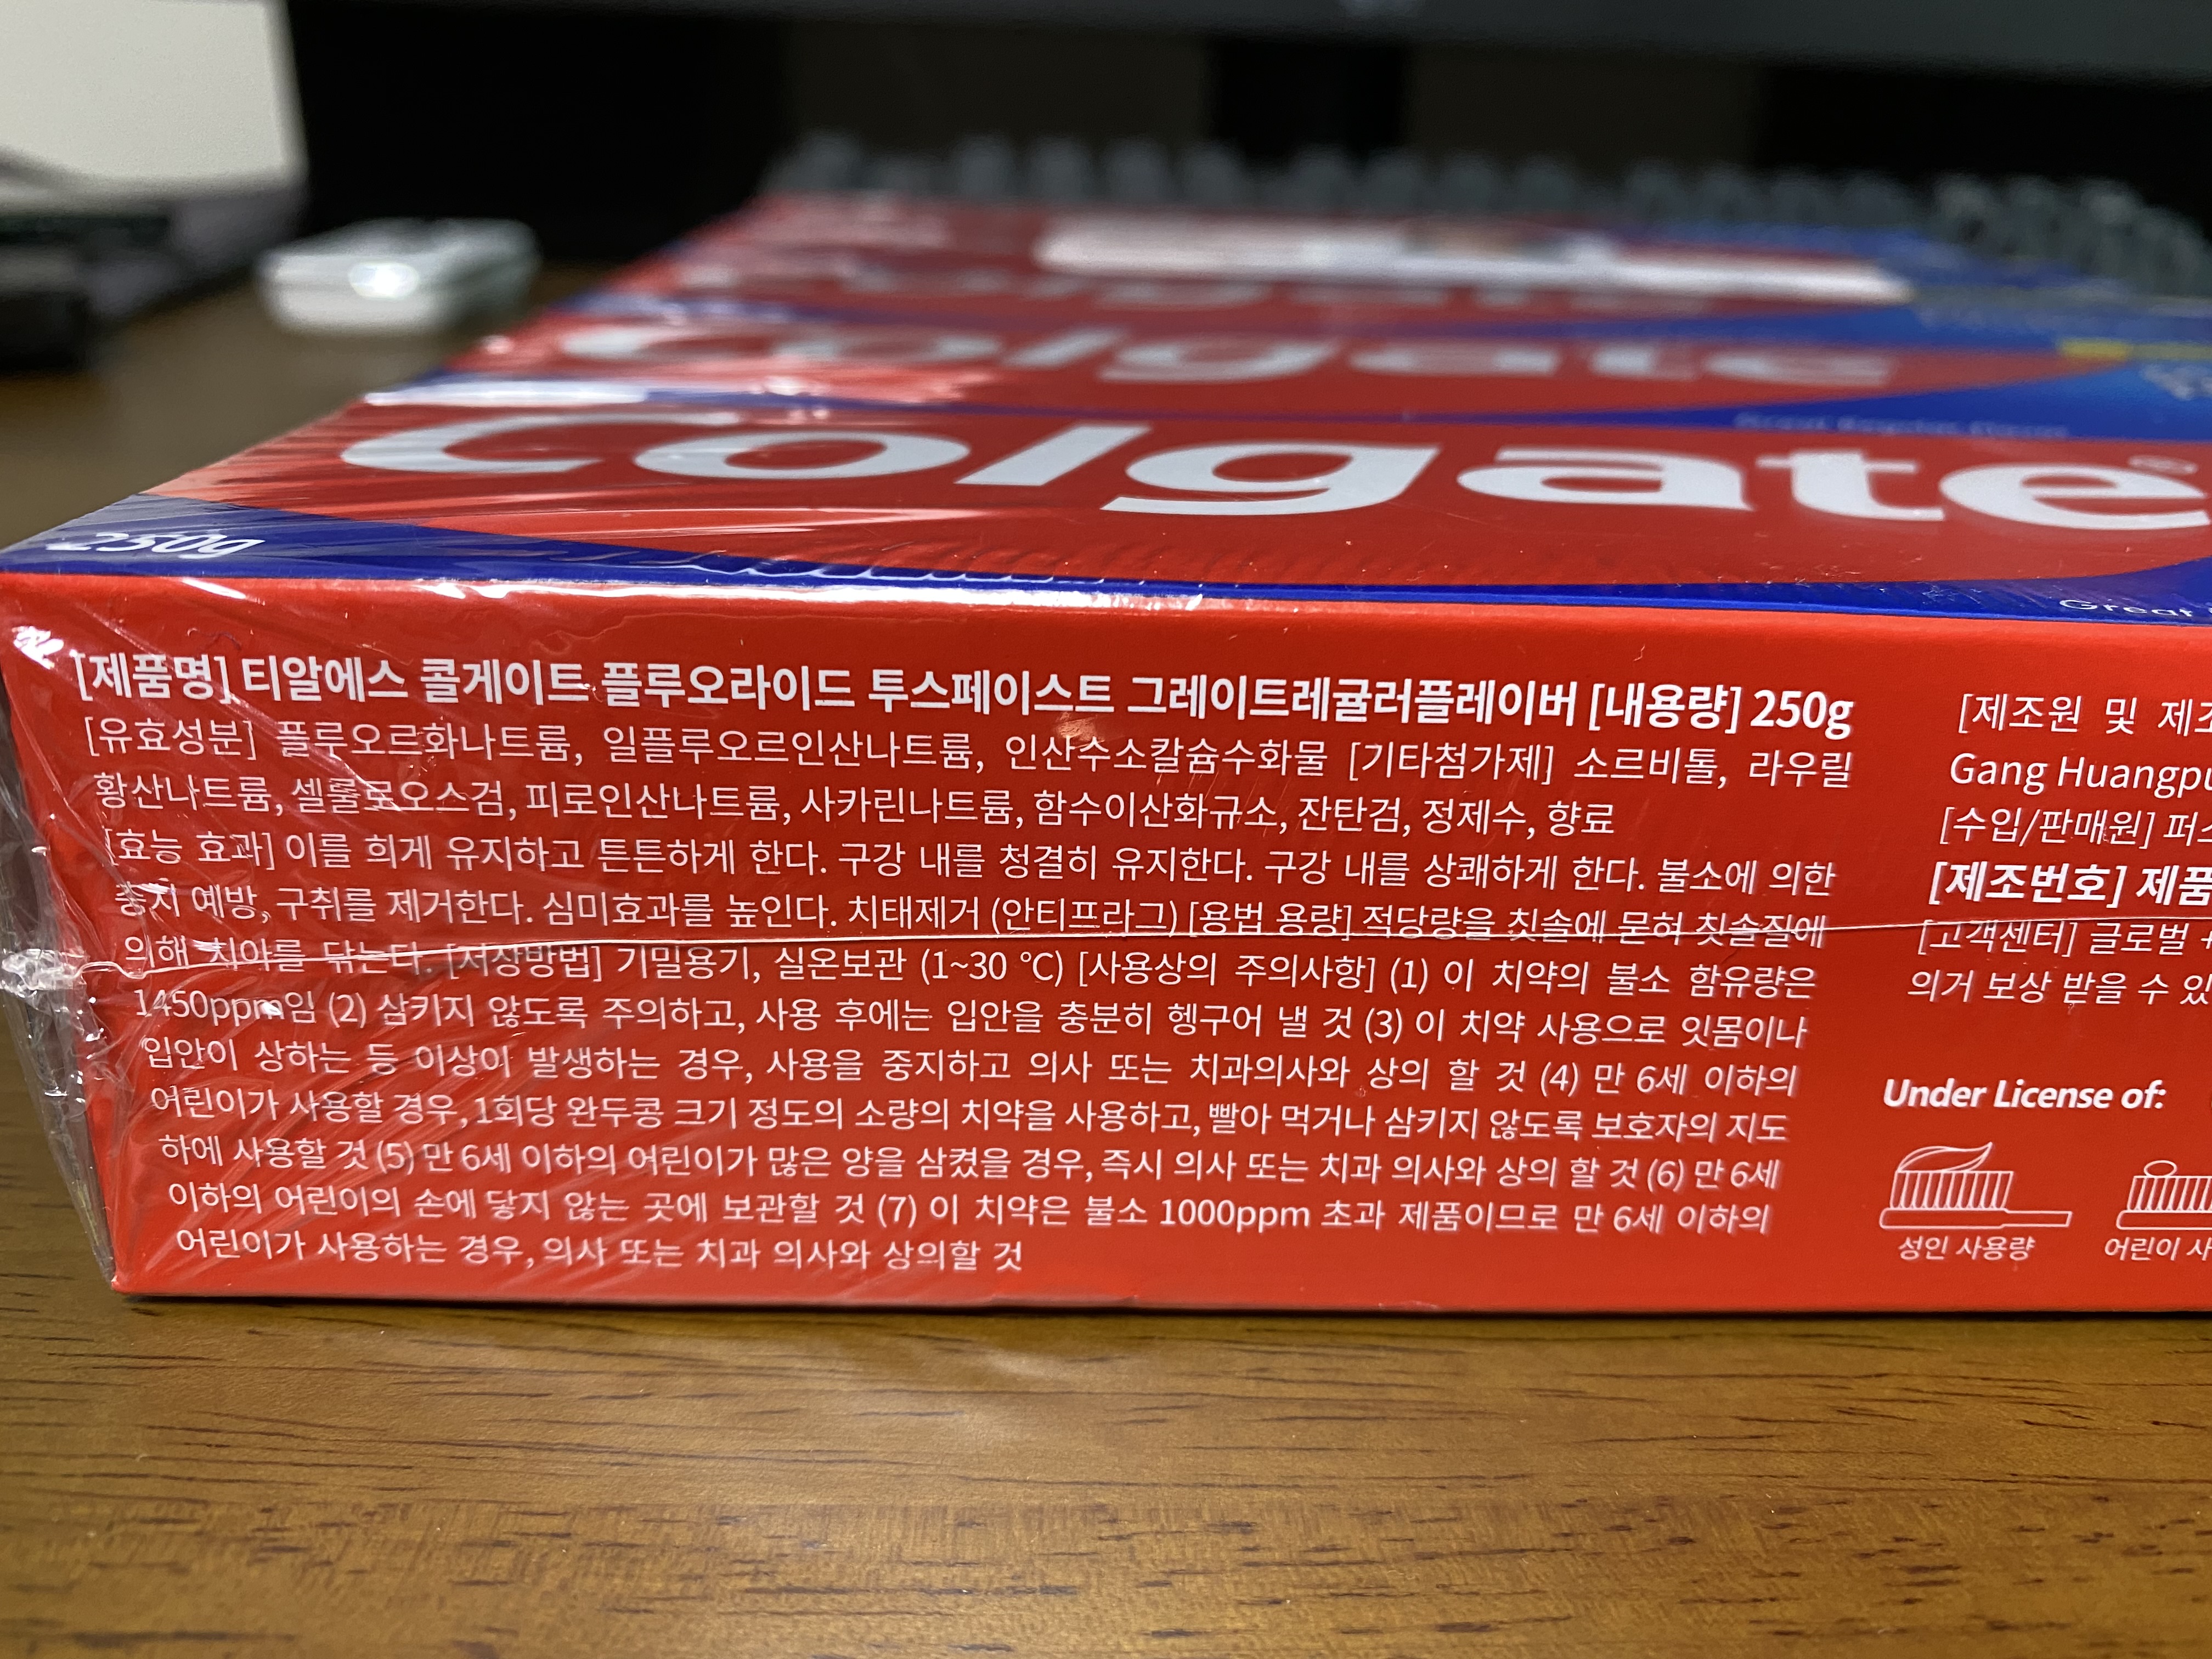 Colgate
Colgate
250g
Great
[제품명] 티알에스 콜게이트 플루오라이드 투스페이스트 그레이트레귤러플레이버 [내용량] 250g
[유효성분] 플루오르화나트륨, 일플루오르인산나트륨, 인산수소칼슘수화물 [기타첨가제] 소르비톨, 라우릴
황산나트륨, 셀룰로오스검, 피로인산나트륨, 사카린나트륨, 함수이산화규소, 잔탄검, 정제수, 향료
[효능 효과] 이를 희게 유지하고 튼튼하게 한다. 구강 내를 청결히 유지한다. 구강 내를 상쾌하게 한다. 불소에 의한
충치 예방, 구취를 제거한다. 심미효과를 높인다. 치태제거 (안티프라그) [용법 용량] 적당량을 칫솔에 묻혀 칫솔질에
의해 치아를 닦는다. [저장방법] 기밀용기, 실온보관 (1~30 ℃) [사용상의 주의사항] (1) 이 치약의 불소 함유량은
1450ppm임 (2) 삼키지 않도록 주의하고, 사용 후에는 입안을 충분히 헹구어 낼 것 (3) 이 치약 사용으로 잇몸이나
입안이 상하는 등 이상이 발생하는 경우, 사용을 중지하고 의사 또는 치과의사와 상의 할 것 (4) 만 6세 이하의
어린이가 사용할 경우, 1회당 완두콩 크기 정도의 소량의 치약을 사용하고, 빨아 먹거나 삼키지 않도록 보호자의 지도
하에 사용할 것 (5) 만 6세 이하의 어린이가 많은 양을 삼켰을 경우, 즉시 의사 또는 치과 의사와 상의 할 것 (6) 만 6세
이하의 어린이의 손에 닿지 않는 곳에 보관할 것 (7) 이 치약은 불소 1000ppm 초과 제품이므로 만 6세 이하의
어린이가 사용하는 경우, 의사 또는 치과 의사와 상의할 것
[제조원 및 제조
Gang Huangpu
[수입/판매원] 퍼스
[제조번호] 제품
[고객센터] 글로벌
의거 보상 받을 수 있
Under License of:
성인 사용량
어린이 사